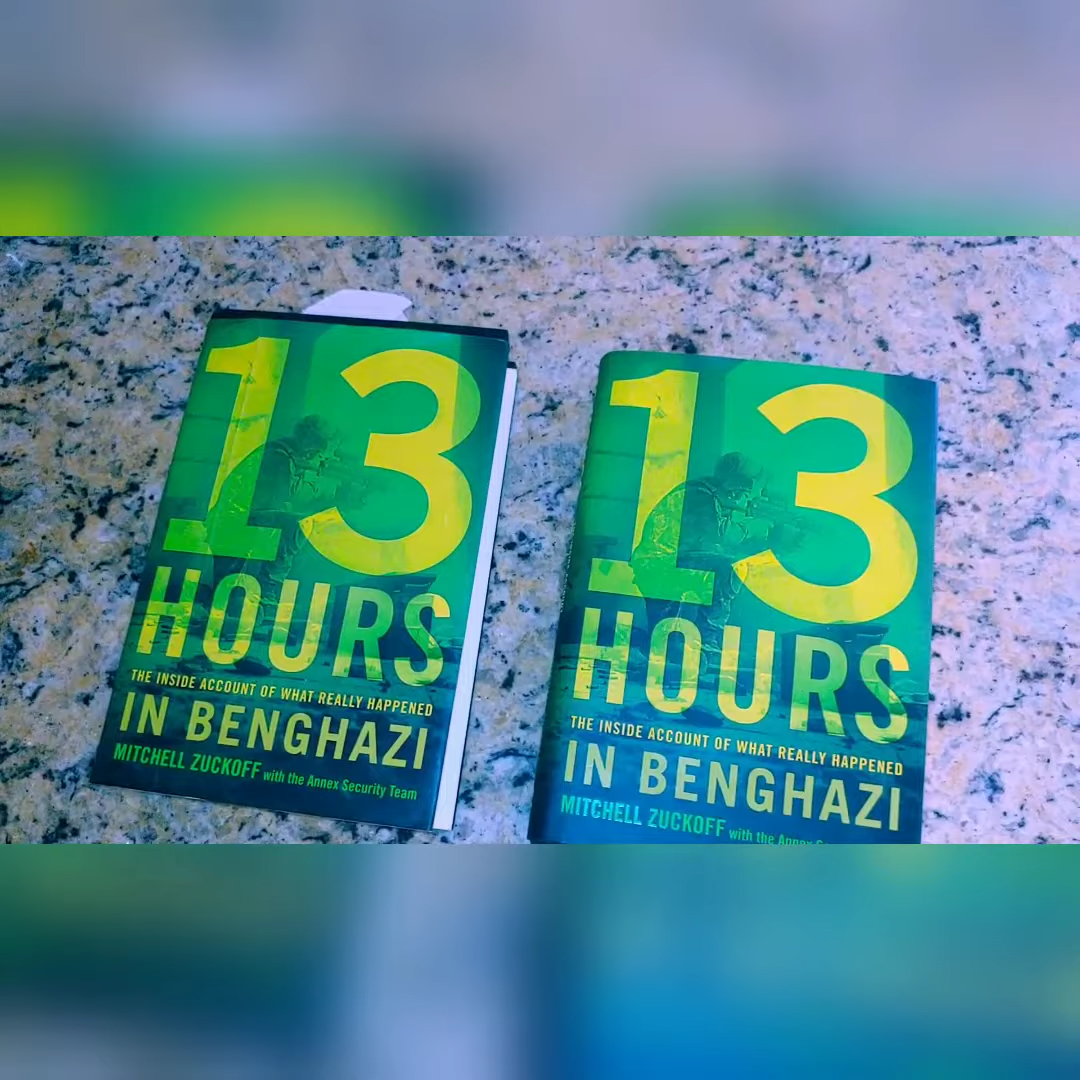 13
HOURS
THE INSIDE ACCOUNT OF WHAT REALLY HAPPENED
IN BENGHAZI
MITCHELL ZUCKOFF with the Annex Security Team
13
HOURS
THE INSIDE ACCOUNT OF WHAT REALLY HAPPENED
IN BENGHAZI
MITCHELL ZUCKOFF with the